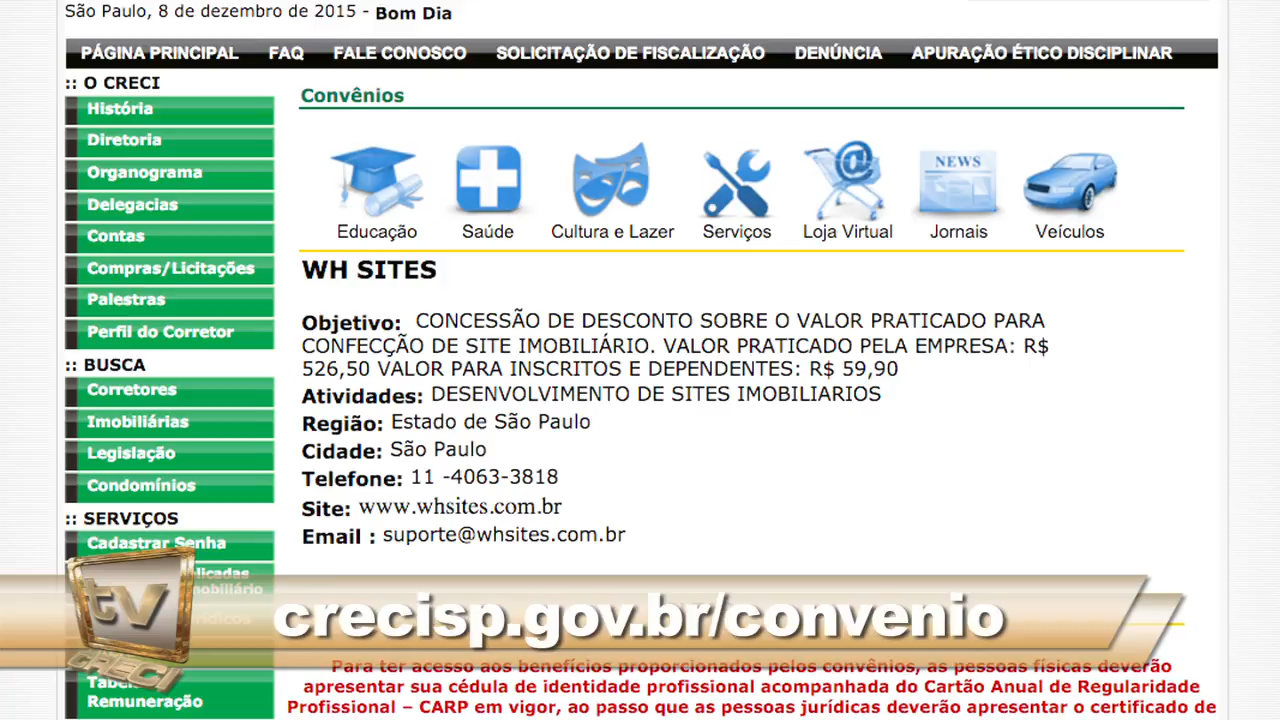 São Paulo, 8 de dezembro de 2015 - Bom Dia
PÁGINA PRINCIPAL FAQ FALE CONOSCO SOLICITAÇÃO DE FISCALIZAÇÃO DENÚNCIA APURAÇÃO ÉTICO DISCIPLINAR
:: O CRECI
História
Diretoria
Organograma
Delegacias
Contas
Compras/Licitações
Palestras
Perfil do Corretor
:: BUSCA
Corretores
Imobiliárias
Legislação
Condomínios
:: SERVIÇOS
Cadastrar Senha
Remuneração
Convênios
NEWS
Educação Saúde Cultura e Lazer Serviços Loja Virtual Jornais Veículos
WH SITES
Objetivo: CONCESSÃO DE DESCONTO SOBRE O VALOR PRATICADO PARA
CONFECÇÃO DE SITE IMOBILIÁRIO. VALOR PRATICADO PELA EMPRESA: R$
526,50 VALOR PARA INSCRITOS E DEPENDENTES: R$ 59,90
Atividades: DESENVOLVIMENTO DE SITES IMOBILIARIOS
Região: Estado de São Paulo
Cidade: São Paulo
Telefone: 11 -4063-3818
Site: www.whsites.com.br
Email : suporte@whsites.com.br
tv
CRECI
crecisp.gov.br/convenio
Para ter acesso aos benefícios proporcionados pelos convênios, as pessoas físicas deverão
apresentar sua cédula de identidade profissional acompanhada do Cartão Anual de Regularidade
Profissional – CARP em vigor, ao passo que as pessoas jurídicas deverão apresentar o certificado de